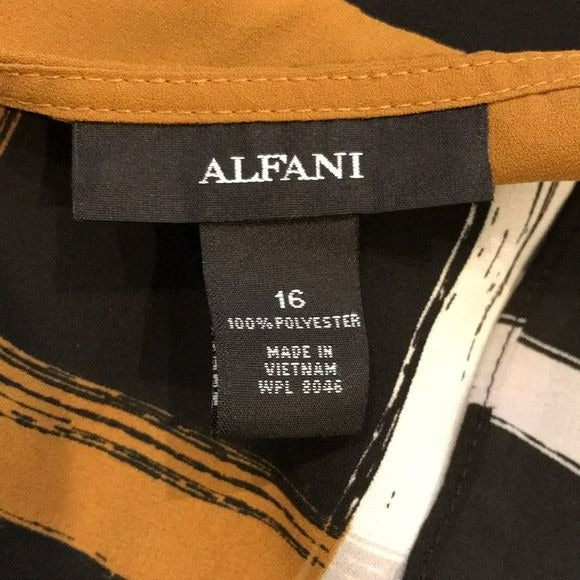 ALFANI
16
100% POLYESTER
MADE IN
VIETNAM
WPL 8046